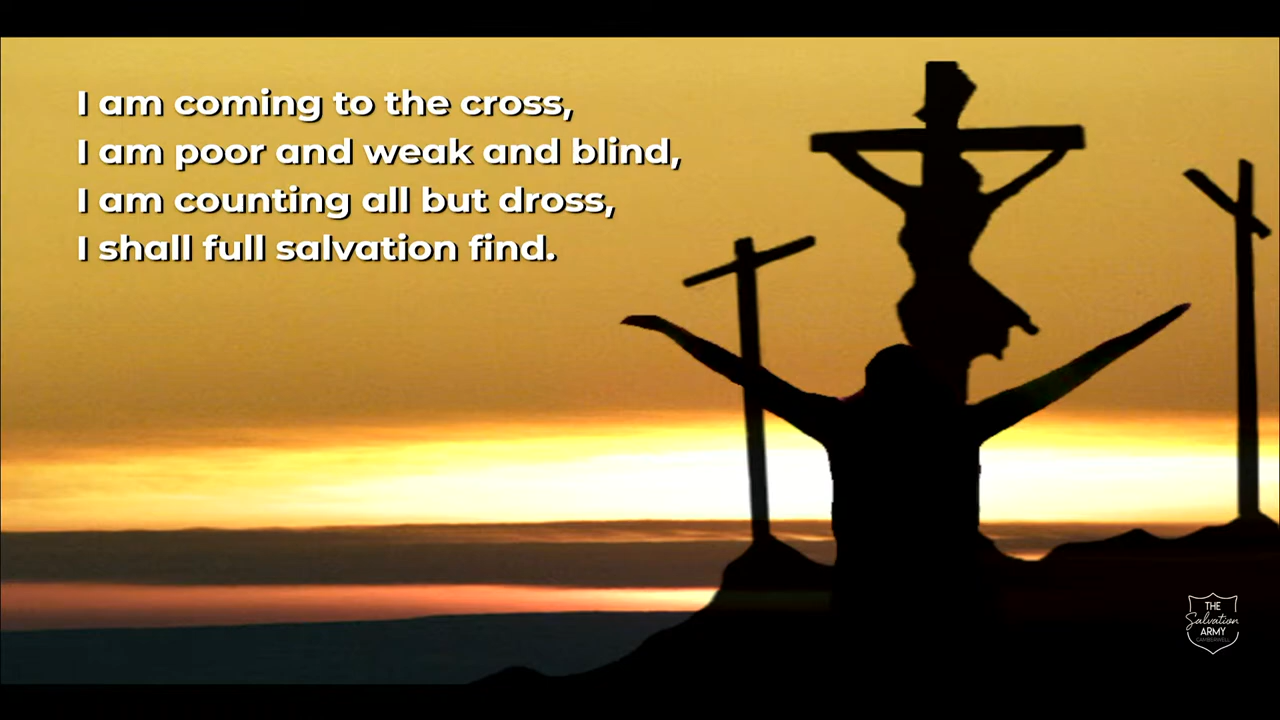 I am coming to the cross,
I am poor and weak and blind,
I am counting all but dross,
I shall full salvation find.
THE
Salvation
ARMY
CAMBERWELL